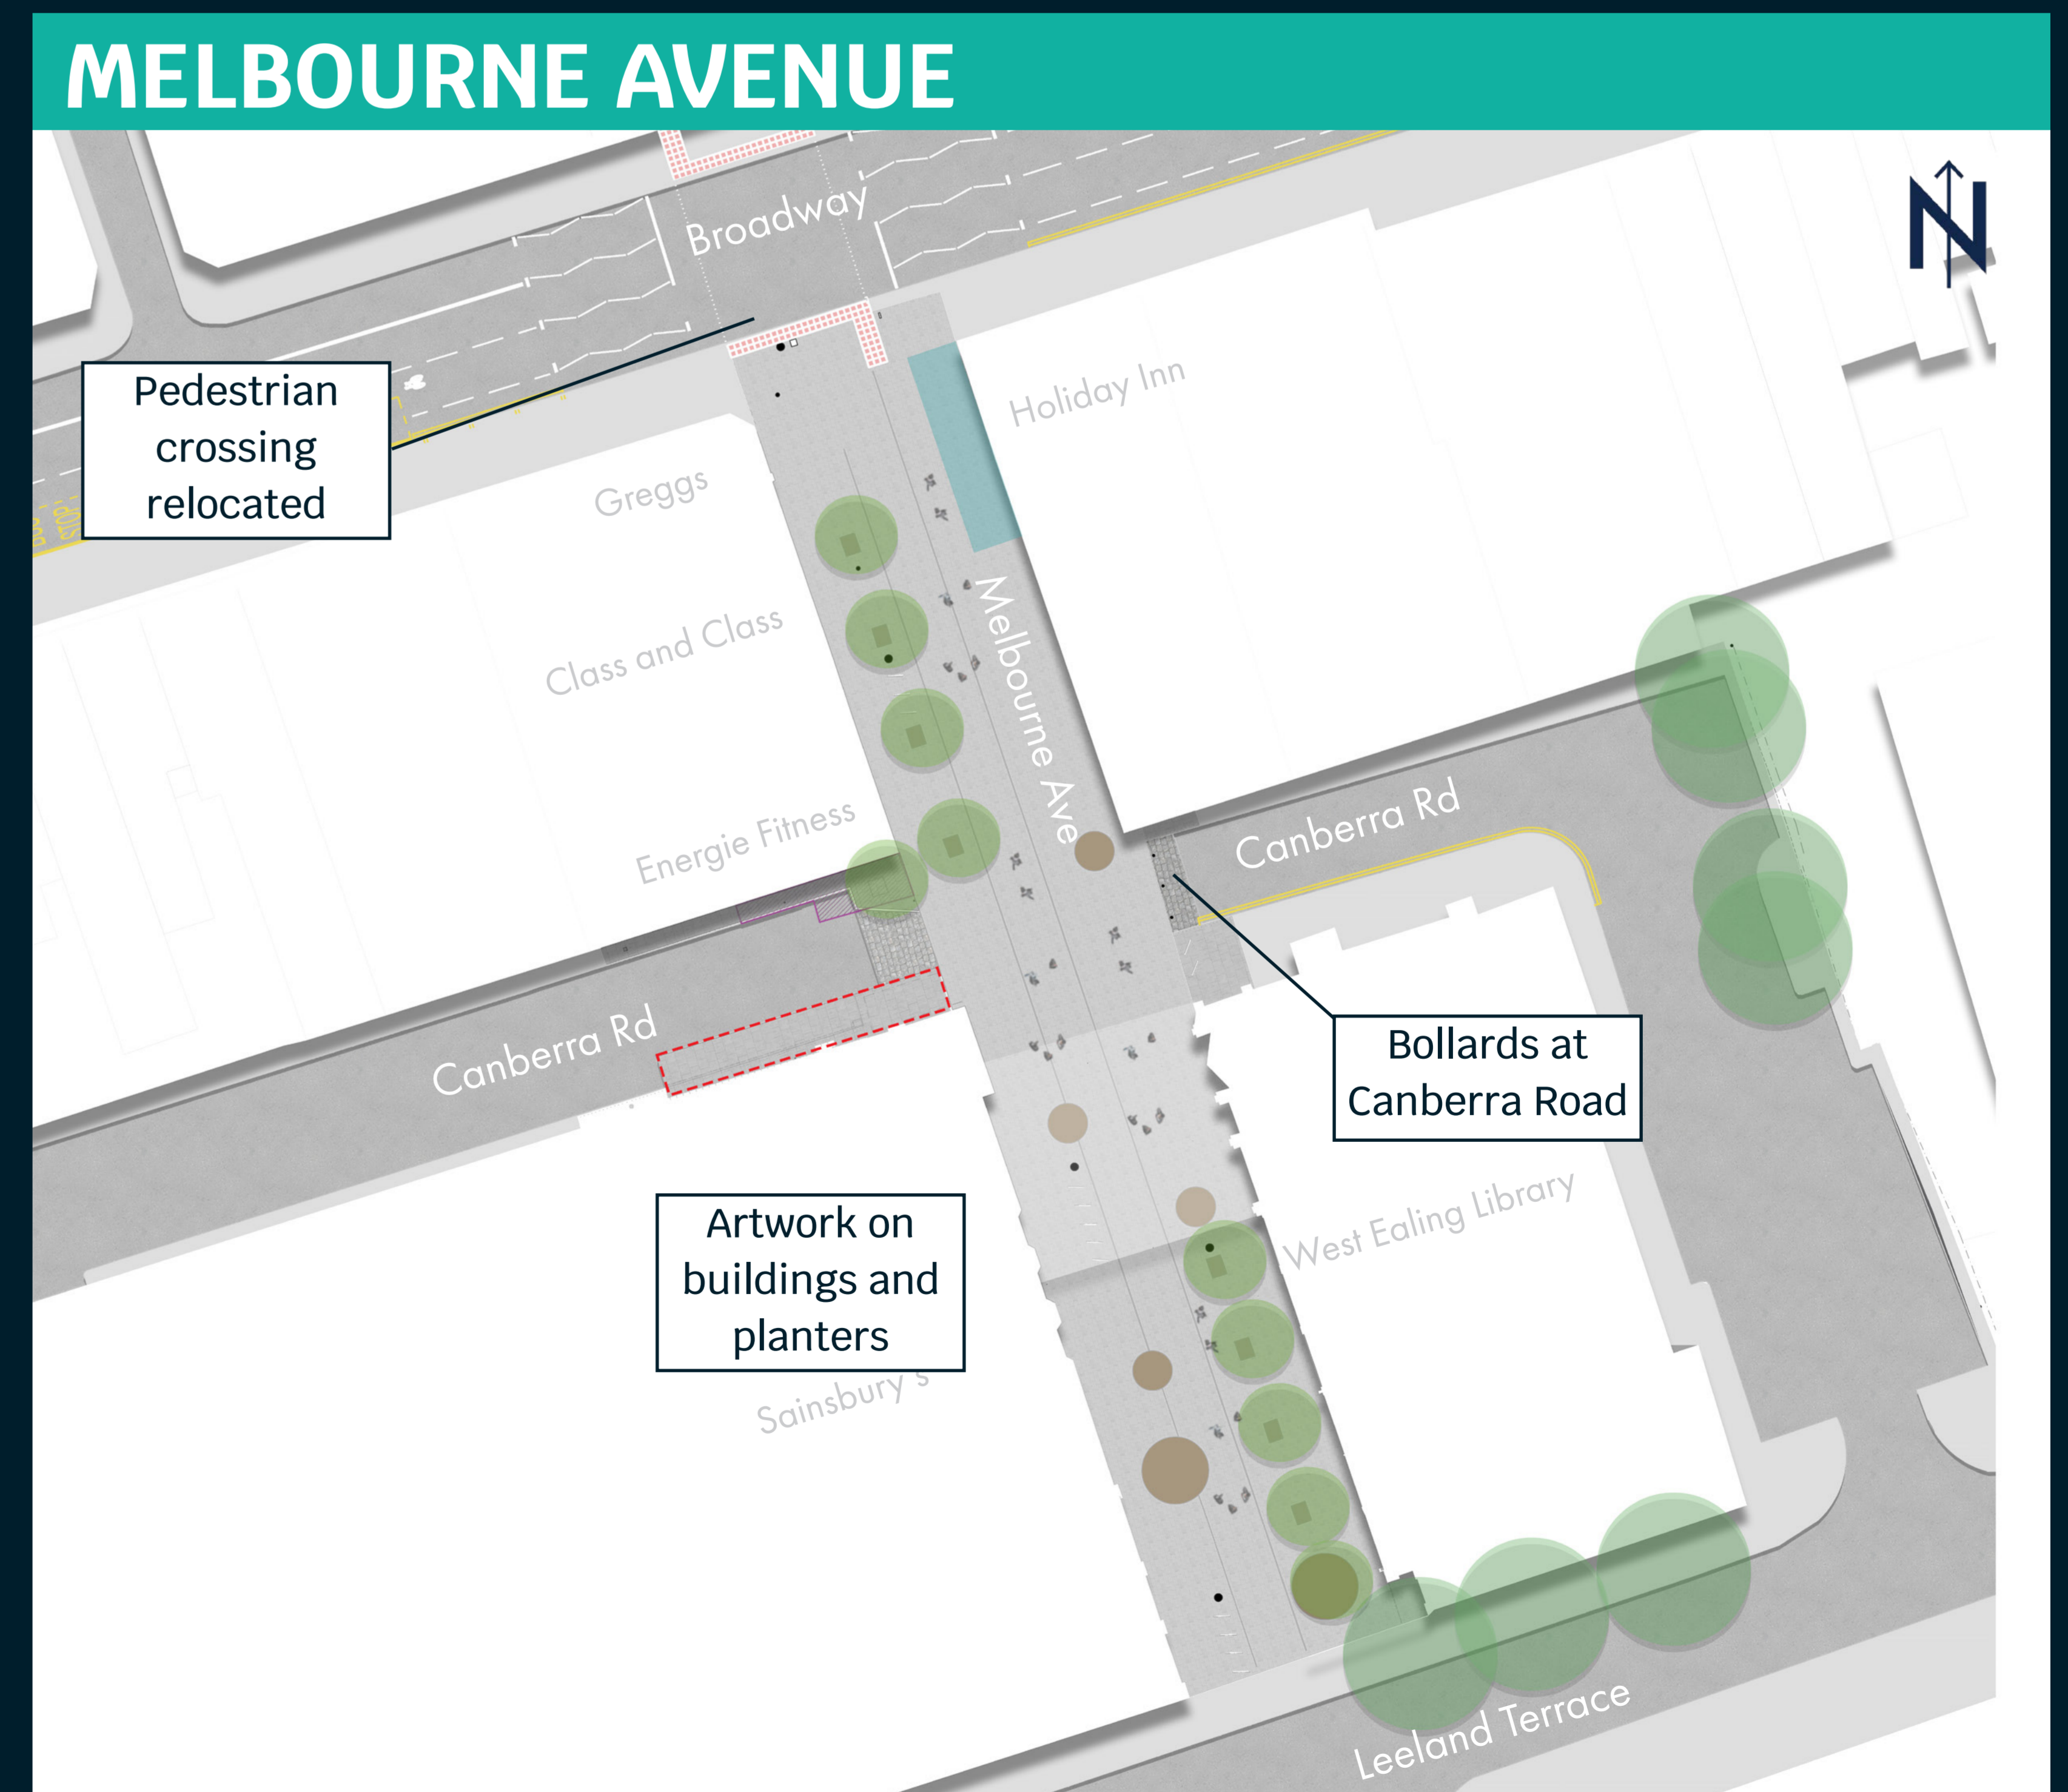 MELBOURNE AVENUE
N
Broadway
Pedestrian
crossing
relocated
Holiday Inn
Greggs
STOP
Class and Class
Melbourne Ave
Energie Fitness
Canberra Rd
Canberra Rd
Bollards at
Canberra Road
Artwork on
buildings and
planters
West Ealing Library
Sainsbury's
Leeland Terrace